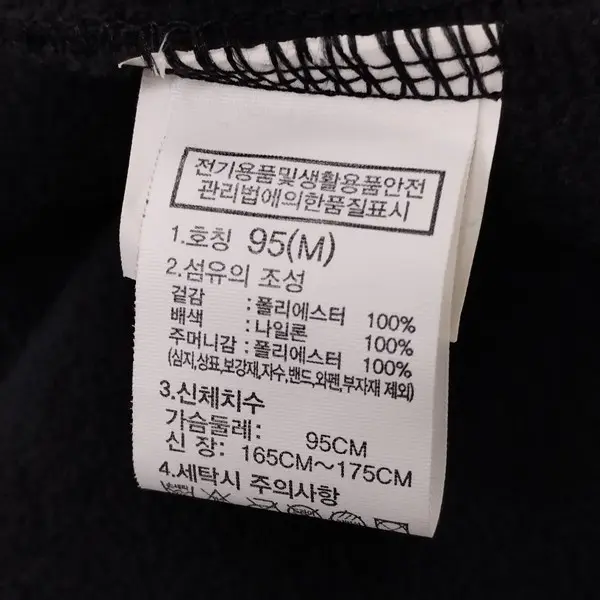 전기용품및생활용품안전
관리법에의한품질표시
1.호칭 95(M)
2.섬유의 조성
겉감 : 폴리에스터 100%
배색 : 나일론 100%
주머니감 : 폴리에스터 100%
(심지,상표,보강재,자수,밴드,와펜,부자재 제외)
3.신체치수
가슴둘레: 95CM
신 장: 165CM~175CM
4.세탁시 주의사항